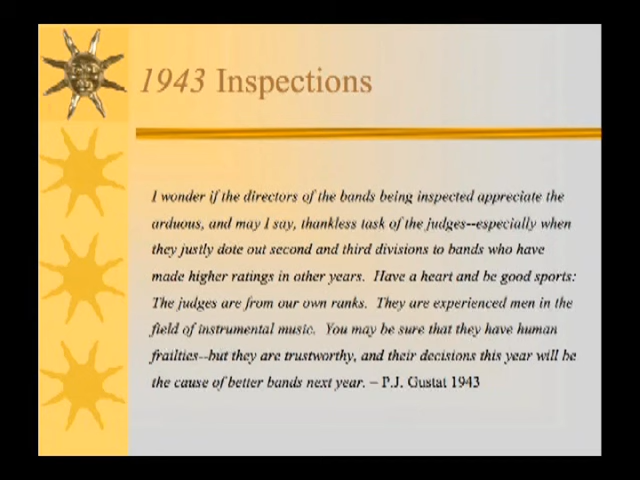 1943 Inspections
I wonder if the directors of the bands being inspected appreciate the
arduous, and may I say, thankless task of the judges--especially when
they justly dote out second and third divisions to bands who have
made higher ratings in other years. Have a heart and be good sports:
The judges are from our own ranks. They are experienced men in the
field of instrumental music. You may be sure that they have human
frailties--but they are trustworthy, and their decisions this year will be
the cause of better bands next year. – P.J. Gustat 1943